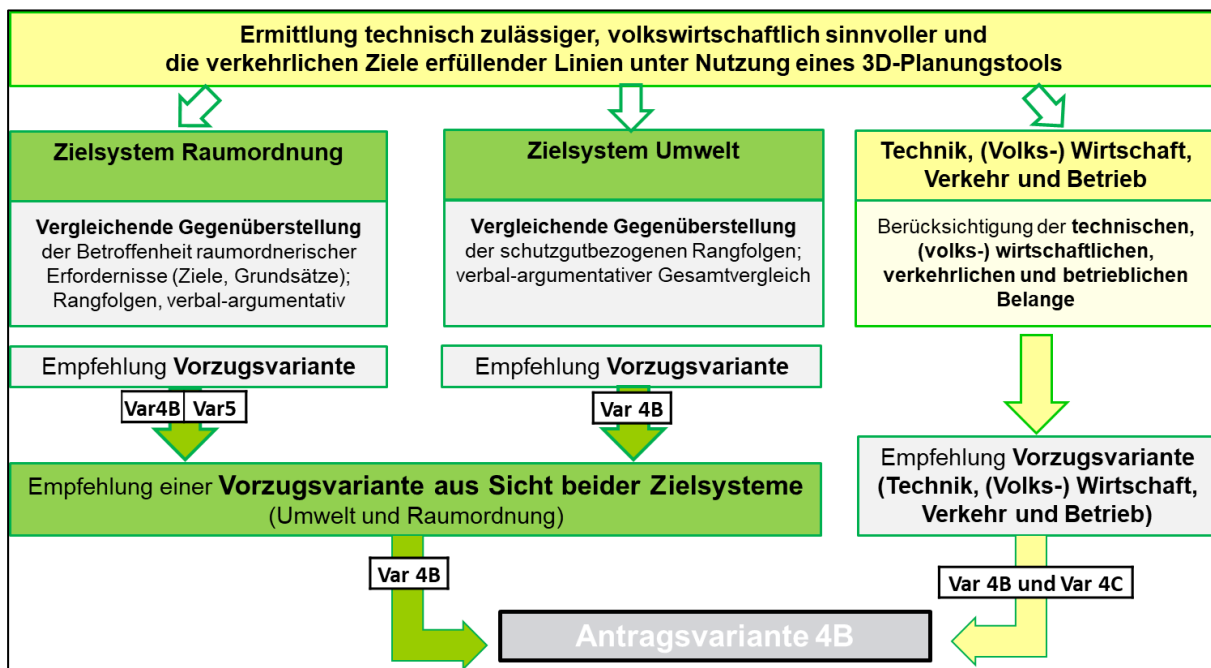 Ermittlung technisch zulässiger, volkswirtschaftlich sinnvoller und
die verkehrlichen Ziele erfüllender Linien unter Nutzung eines 3D-Planungstools
Zielsystem Raumordnung
Vergleichende Gegenüberstellung
der Betroffenheit raumordnerischer
Erfordernisse (Ziele, Grundsätze);
Rangfolgen, verbal-argumentativ
Empfehlung Vorzugsvariante
Var4B
Var5
Zielsystem Umwelt
Vergleichende Gegenüberstellung
der schutzgutbezogenen Rangfolgen;
verbal-argumentativer Gesamtvergleich
Empfehlung Vorzugsvariante
Var 4B
Technik, (Volks-) Wirtschaft,
Verkehr und Betrieb
Berücksichtigung der technischen,
(volks-) wirtschaftlichen,
verkehrlichen und betrieblichen
Belange
Empfehlung einer Vorzugsvariante aus Sicht beider Zielsysteme
(Umwelt und Raumordnung)
Empfehlung Vorzugsvariante
(Technik, (Volks-) Wirtschaft,
Verkehr und Betrieb)
Var 4B
Var 4B und Var 4C
Antragsvariante 4B